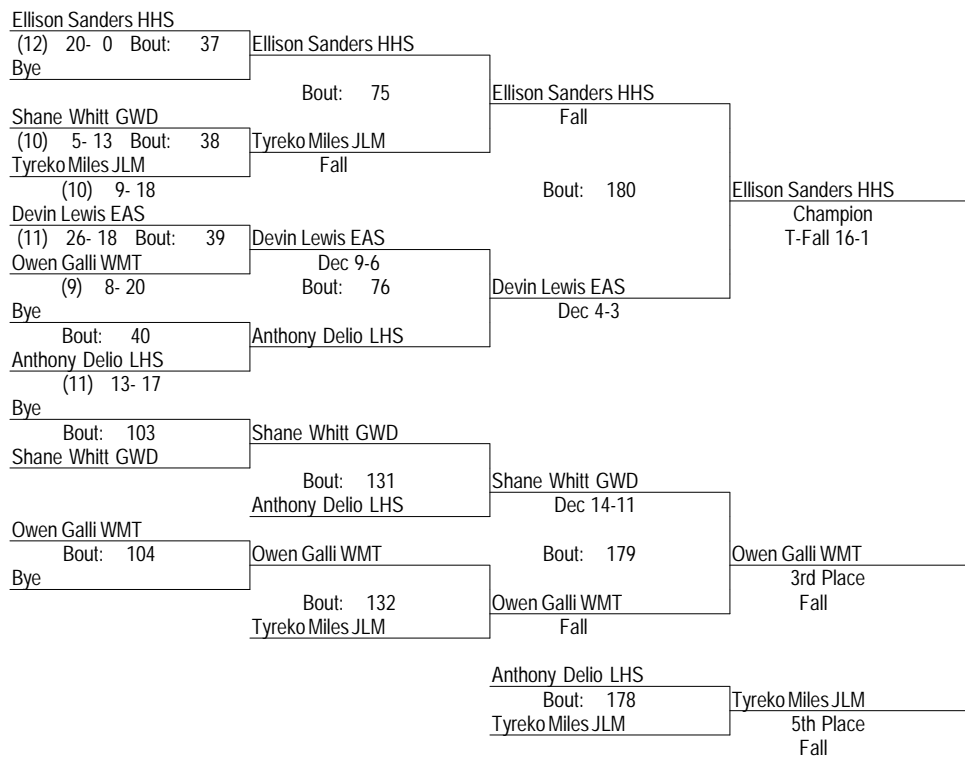 Ellison Sanders HHS
(12) 20- 0 Bout: 37
Bye
Ellison Sanders HHS
Bout: 75
Shane Whitt GWD
(10) 5- 13 Bout: 38
Tyreko Miles JLM
(10) 9- 18
Tyreko Miles JLM
Fall
Ellison Sanders HHS
Fall
Bout: 180
Devin Lewis EAS
(11) 26- 18 Bout: 39
Owen Galli WMT
(9) 8- 20
Devin Lewis EAS
Dec 9-6
Bout: 76
Bye
Bout: 40
Anthony Delio LHS
(11) 13- 17
Anthony Delio LHS
Devin Lewis EAS
Dec 4-3
Ellison Sanders HHS
Champion
T-Fall 16-1
Bye
Bout: 103
Shane Whitt GWD
Shane Whitt GWD
Bout: 131
Anthony Delio LHS
Shane Whitt GWD
Dec 14-11
Bout: 179
Owen Galli WMT
Bout: 104
Bye
Owen Galli WMT
Bout: 132
Tyreko Miles JLM
Owen Galli WMT
Fall
Owen Galli WMT
3rd Place
Fall
Anthony Delio LHS
Bout: 178
Tyreko Miles JLM
Tyreko Miles JLM
5th Place
Fall